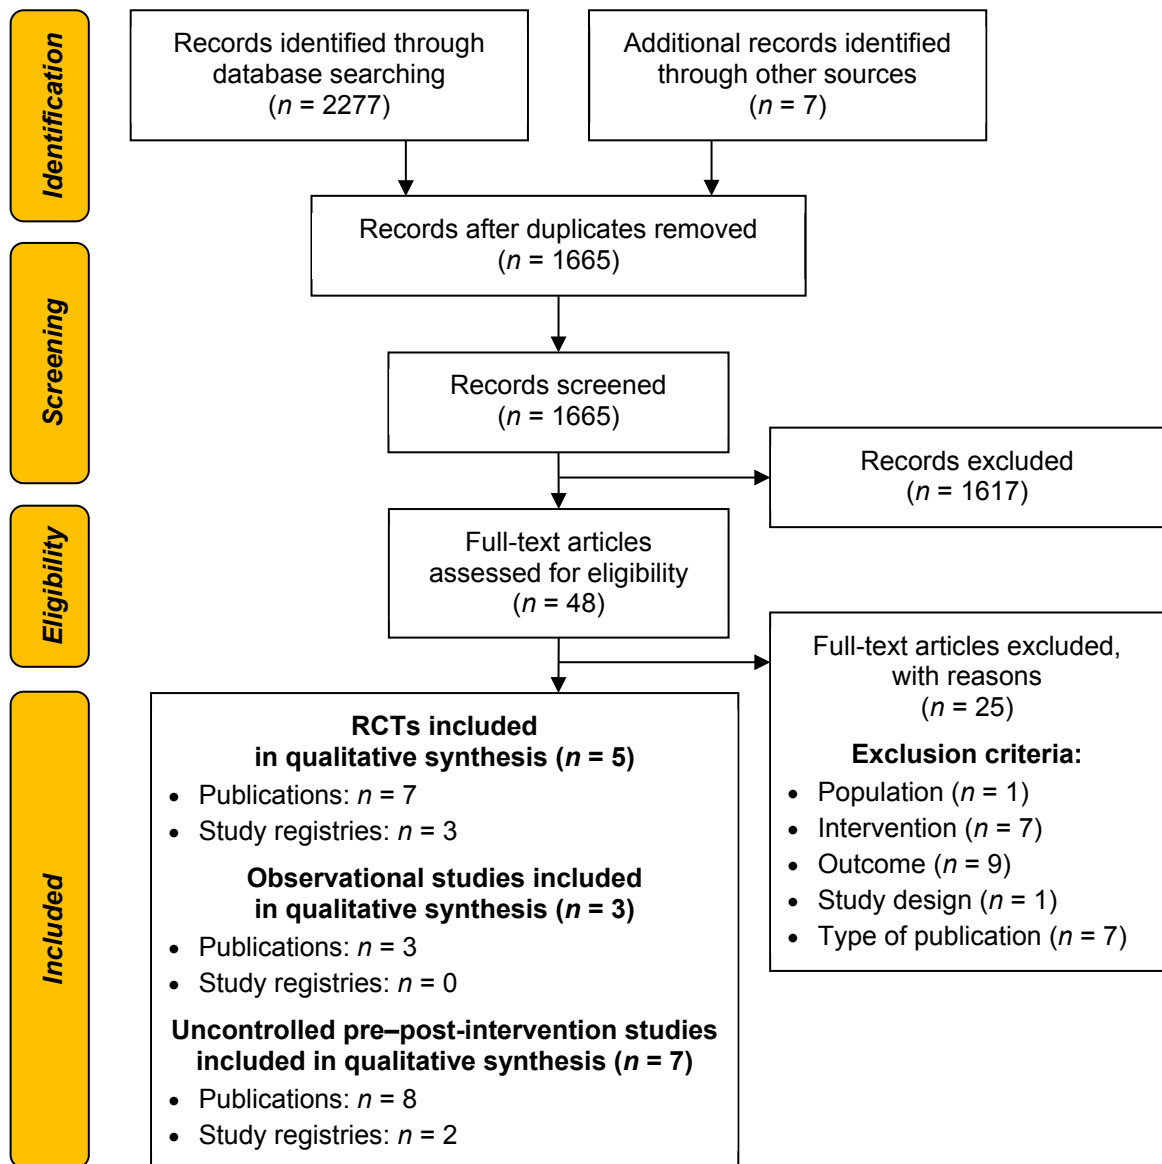 Identification
Records identified through
database searching
(n = 2277)
Additional records identified
through other sources
(n = 7)
Records after duplicates removed
(n = 1665)
Screening
Records screened
(n = 1665)
Records excluded
(n = 1617)
Eligibility
Full-text articles
assessed for eligibility
(n = 48)
Full-text articles excluded,
with reasons
(n = 25)
Exclusion criteria:
• Population (n = 1)
• Intervention (n = 7)
• Outcome (n = 9)
• Study design (n = 1)
• Type of publication (n = 7)
Included
RCTs included
in qualitative synthesis (n = 5)
• Publications: n = 7
• Study registries: n = 3
Observational studies included
in qualitative synthesis (n = 3)
• Publications: n = 3
• Study registries: n = 0
Uncontrolled pre–post-intervention studies
included in qualitative synthesis (n = 7)
• Publications: n = 8
• Study registries: n = 2